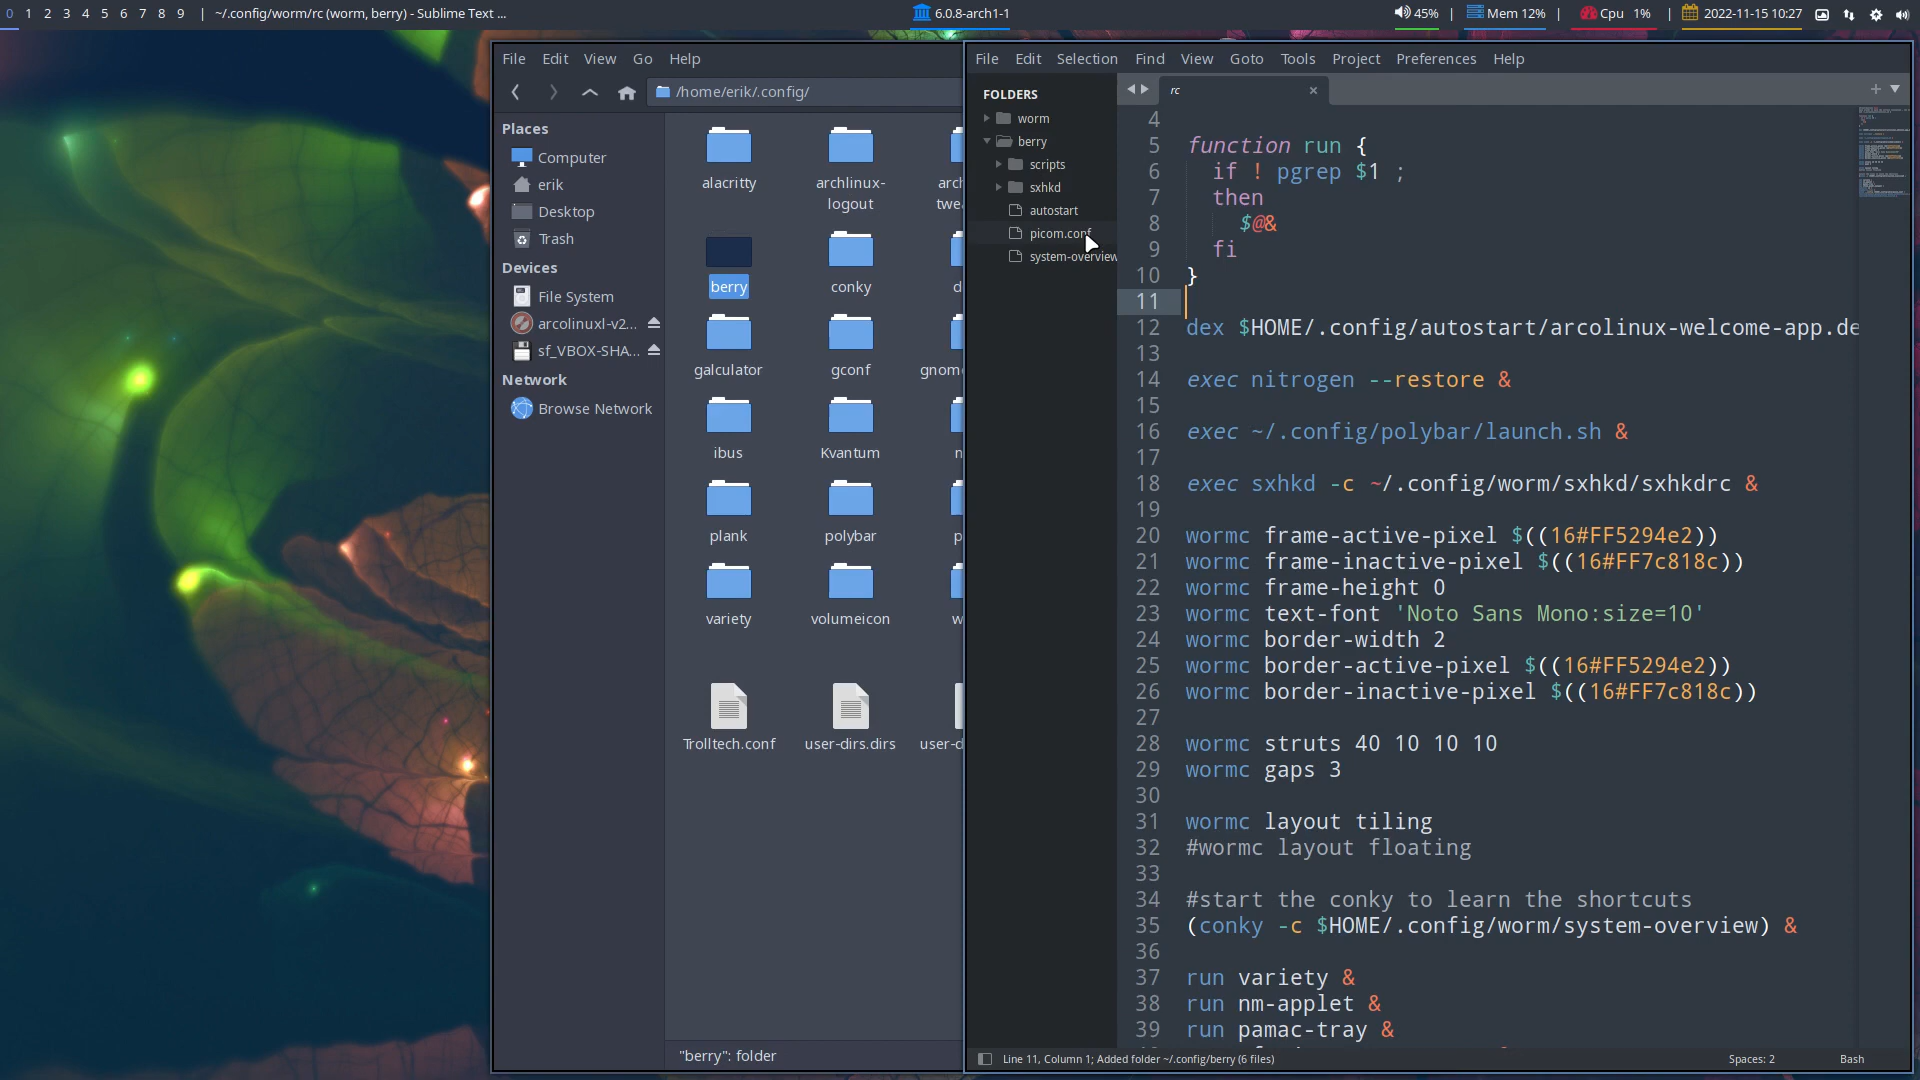 0 1 2 3 4 5 6 7 8 9 | ~/.config/worm/rc (worm, berry) - Sublime Text ...
6.0.8-arch1-1
45% | Mem 12% | Cpu 1% | 2022-11-15 10:27
File Edit View Go Help
/home/erik/.config/
Places
Computer
erik
Desktop
Trash
Devices
File System
arcolinuxl-v2...
sf_VBOX-SHA...
Network
Browse Network
alacritty
archlinux-
logout
arch
twea
berry
conky
d
galculator
gconf
gnome
ibus
Kvantum
n
plank
polybar
p
variety
volumeicon
w
Trolltech.conf
user-dirs.dirs
user-d
"berry": folder
File Edit Selection Find View Goto Tools Project Preferences Help
FOLDERS
worm
berry
scripts
sxhkd
autostart
picom.conf
system-overview
rc
4
5 function run {
6 if ! pgrep $1 ;
7 then
8 $@&
9 fi
10 }
11
12 dex $HOME/.config/autostart/arcolinux-welcome-app.de
13
14 exec nitrogen --restore &
15
16 exec ~/.config/polybar/launch.sh &
17
18 exec sxhkd -c ~/.config/worm/sxhkd/sxhkdrc &
19
20 wormc frame-active-pixel $((16#FF5294e2))
21 wormc frame-inactive-pixel $((16#FF7c818c))
22 wormc frame-height 0
23 wormc text-font 'Noto Sans Mono:size=10'
24 wormc border-width 2
25 wormc border-active-pixel $((16#FF5294e2))
26 wormc border-inactive-pixel $((16#FF7c818c))
27
28 wormc struts 40 10 10 10
29 wormc gaps 3
30
31 wormc layout tiling
32 #wormc layout floating
33
34 #start the conky to learn the shortcuts
35 (conky -c $HOME/.config/worm/system-overview) &
36
37 run variety &
38 run nm-applet &
39 run pamac-tray &
Line 11, Column 1; Added folder ~/.config/berry (6 files)
Spaces: 2
Bash